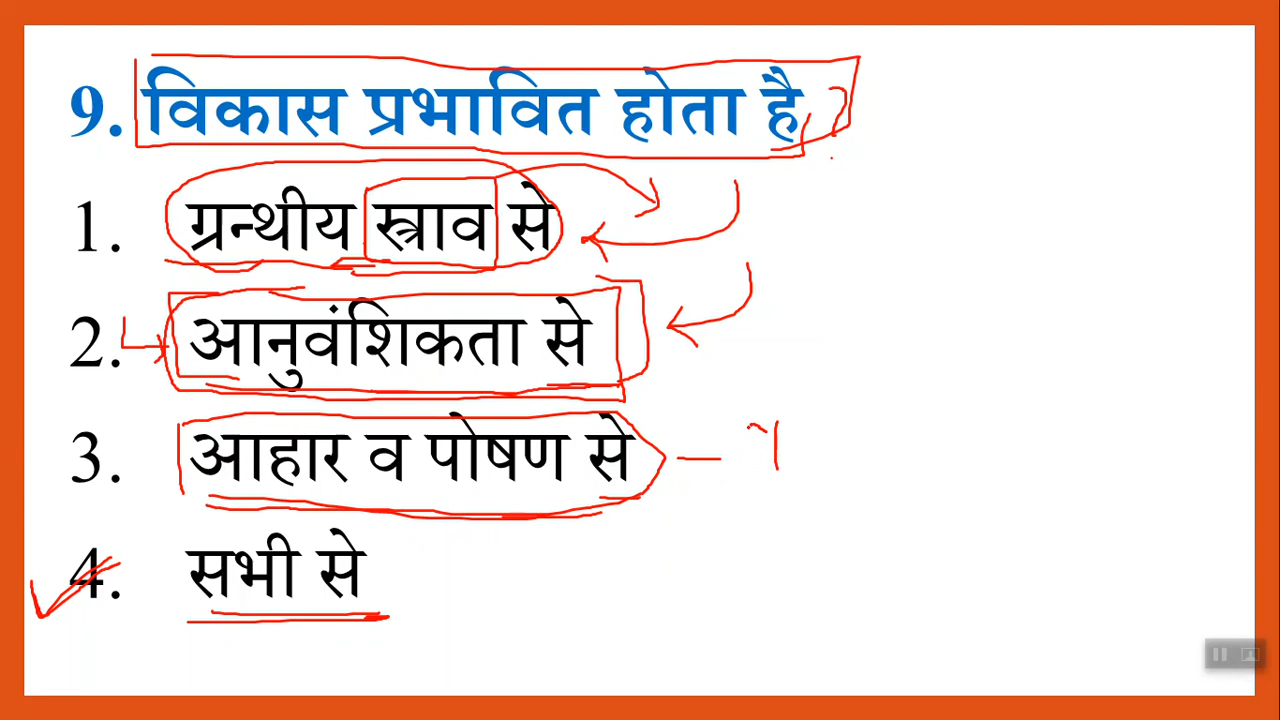 9. विकास प्रभावित होता है ?
1. ग्रन्थीय स्त्राव से
2. आनुवंशिकता से
3. आहार व पोषण से
4. सभी से